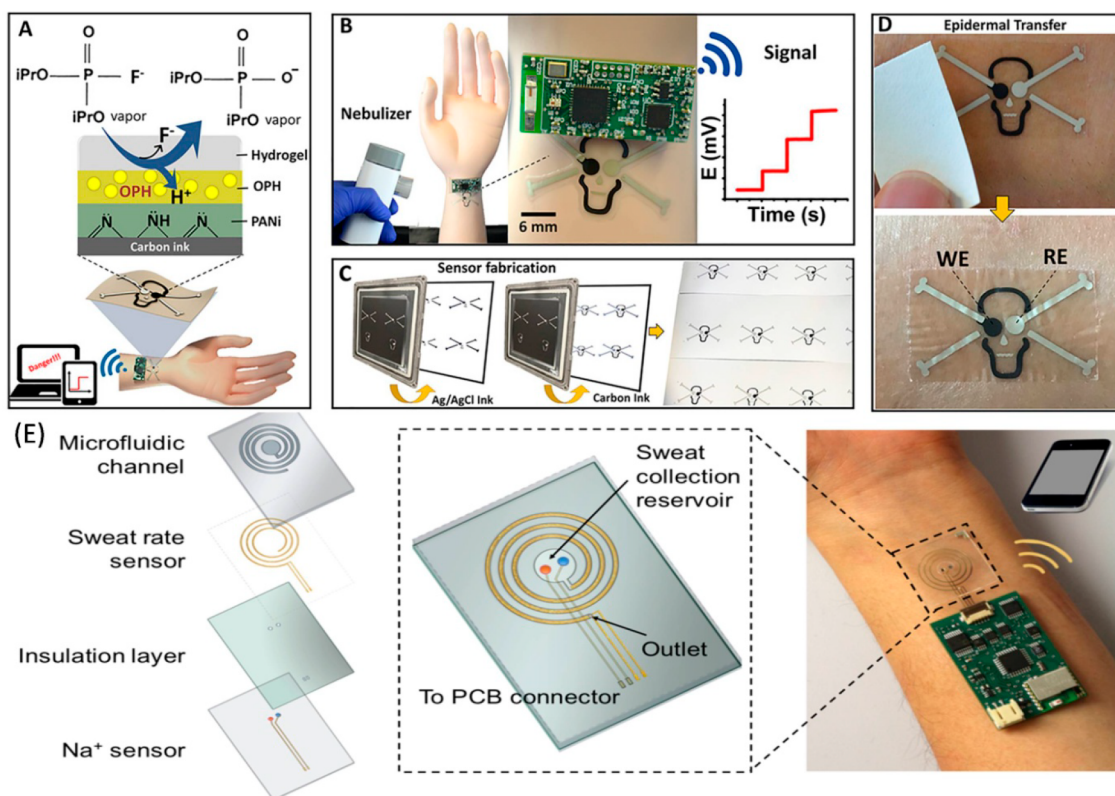 A
O
O
iPrO
P
F-
iPrO
P
O-
iPrO vapor
iPrO
vapor
F-
Hydrogel
OPH
OPH
H+
N̈
N̈H
N̈
PANi
Carbon ink
Danger!!!
B
Nebulizer
6 mm
Signal
E (mV)
Time (s)
C
Sensor fabrication
Ag/AgCl Ink
Carbon Ink
D
Epidermal Transfer
WE
RE
(E)
Microfluidic
channel
Sweat rate
sensor
Insulation layer
Na+ sensor
Sweat
collection
reservoir
Outlet
To PCB connector